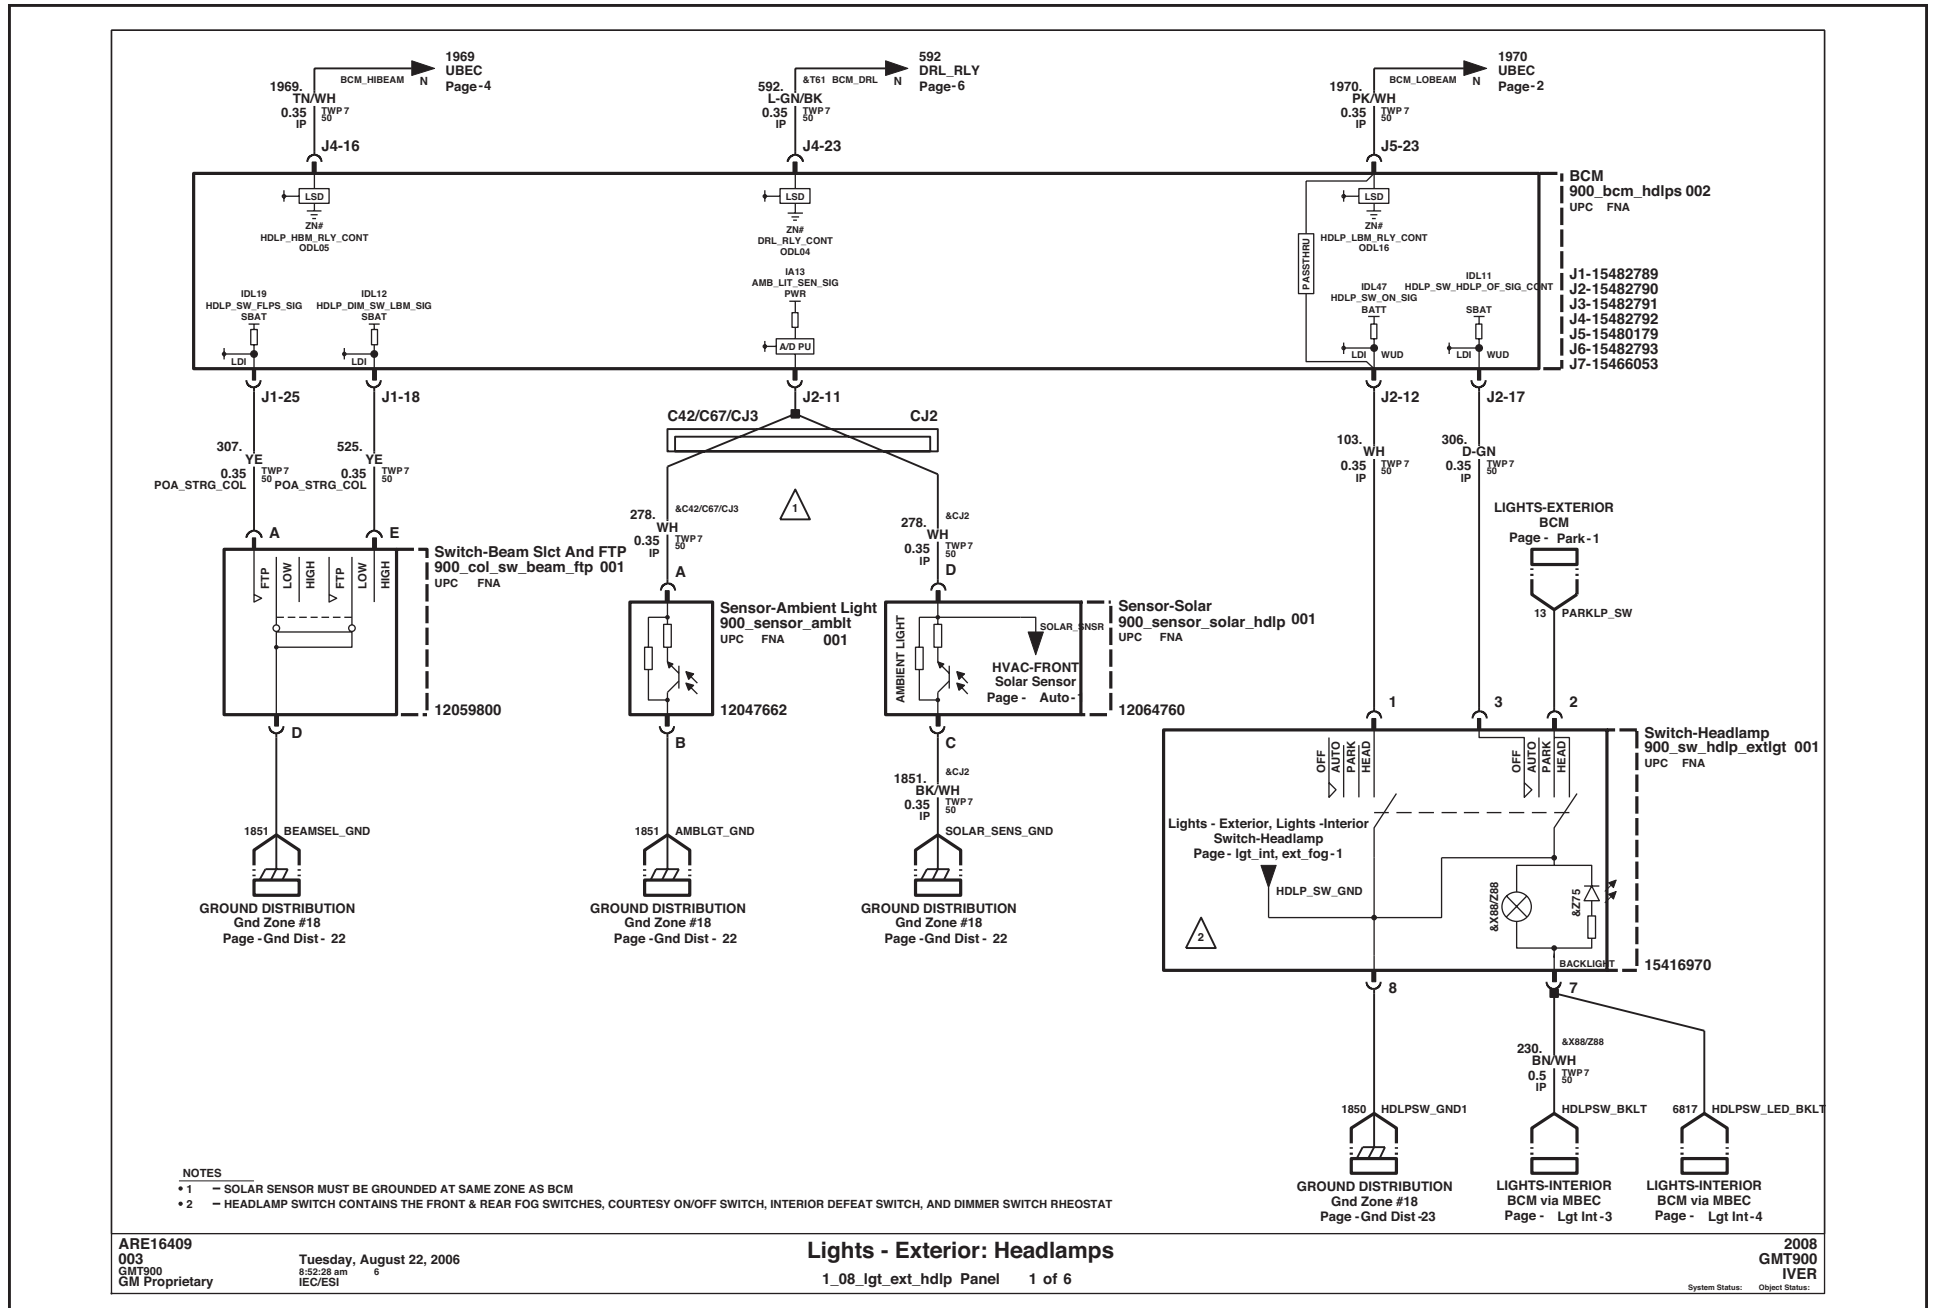 1969
UBEC
Page-4
BCM_HIBEAM N
1969.
TN/WH
0.35 TWP7
IP 50
J4-16
592
DRL_RLY
Page-6
&T61 BCM_DRL N
592.
L-GN/BK
0.35 TWP7
IP 50
J4-23
1970
UBEC
Page-2
BCM_LOBEAM N
1970.
PK/WH
0.35 TWP7
IP 50
J5-23
BCM
900_bcm_hdlps 002
UPC FNA
LSD
ZN#
HDLP_HBM_RLY_CONT
ODL05
LSD
ZN#
DRL_RLY_CONT
ODL04
LSD
ZN#
HDLP_LBM_RLY_CONT
ODL16
PASSTHRU
IDL19
HDLP_SW_FLPS_SIG
SBAT
LDI
IDL12
HDLP_DIM_SW_LBM_SIG
SBAT
LDI
IA13
AMB_LIT_SEN_SIG
PWR
A/D PU
IDL47
HDLP_SW_ON_SIG
BATT
LDI WUD
IDL11
HDLP_SW_HDLP_OF_SIG_CONT
SBAT
LDI WUD
J1-15482789
J2-15482790
J3-15482791
J4-15482792
J5-15480179
J6-15482793
J7-15466053
J1-25
J1-18
J2-11
J2-12
J2-17
C42/C67/CJ3
CJ2
307.
YE
0.35 TWP7
POA_STRG_COL 50
525.
YE
0.35 TWP7
POA_STRG_COL 50
103.
WH
0.35 TWP7
IP 50
306.
D-GN
0.35 TWP7
IP 50
1
278. &C42/C67/CJ3
WH
0.35 TWP7
IP 50
278. &CJ2
WH
0.35 TWP7
IP 50
LIGHTS-EXTERIOR
BCM
Page - Park-1
13 PARKLP_SW
A
E
A
D
FTP LOW HIGH FTP LOW HIGH
Switch-Beam Slct And FTP
900_col_sw_beam_ftp 001
UPC FNA
12059800
Sensor-Ambient Light
900_sensor_amblt
UPC FNA 001
12047662
AMBIENT LIGHT
SOLAR_SNSR
HVAC-FRONT
Solar Sensor
Page - Auto-
Sensor-Solar
900_sensor_solar_hdlp 001
UPC FNA
12064760
D
B
C
1851. &CJ2
BK/WH
0.35 TWP7
IP 50
1851 BEAMSEL_GND
GROUND DISTRIBUTION
Gnd Zone #18
Page -Gnd Dist - 22
1851 AMBLGT_GND
GROUND DISTRIBUTION
Gnd Zone #18
Page -Gnd Dist - 22
SOLAR_SENS_GND
GROUND DISTRIBUTION
Gnd Zone #18
Page -Gnd Dist - 22
1
3
2
OFF AUTO PARK HEAD
OFF AUTO PARK HEAD
Switch-Headlamp
900_sw_hdlp_extlgt 001
UPC FNA
Lights - Exterior, Lights -Interior
Switch-Headlamp
Page - lgt_int, ext_fog-1
HDLP_SW_GND
2
&X88/Z88
&Z75
BACKLIGHT
15416970
8
7
230. &X88/Z88
BN/WH
0.5 TWP7
IP 50
1850 HDLPSW_GND1
GROUND DISTRIBUTION
Gnd Zone #18
Page -Gnd Dist -23
HDLPSW_BKLT
LIGHTS-INTERIOR
BCM via MBEC
Page - Lgt Int-3
6817 HDLPSW_LED_BKLT
LIGHTS-INTERIOR
BCM via MBEC
Page - Lgt Int-4
NOTES
• 1 – SOLAR SENSOR MUST BE GROUNDED AT SAME ZONE AS BCM
• 2 – HEADLAMP SWITCH CONTAINS THE FRONT & REAR FOG SWITCHES, COURTESY ON/OFF SWITCH, INTERIOR DEFEAT SWITCH, AND DIMMER SWITCH RHEOSTAT
ARE16409
003
GMT900
GM Proprietary
Tuesday, August 22, 2006
8:52:28 am 6
IEC/ESI
Lights - Exterior: Headlamps
1_08_lgt_ext_hdlp Panel 1 of 6
2008
GMT900
IVER
System Status: Object Status: